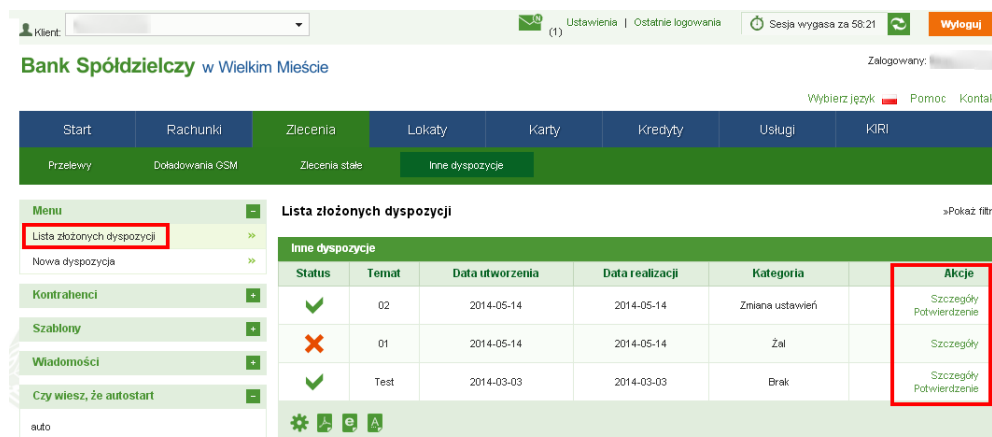 Klient:
(1) Ustawienia | Ostatnie logowania
Sesja wygasa za 58:21
Wyloguj
Bank Spółdzielczy w Wielkim Mieście
Zalogowany:
Wybierz język Pomoc Kontak
Start Rachunki Zlecenia Lokaty Karty Kredyty Usługi KIRI
Przelewy Doładowania GSM Zlecenia stałe Inne dyspozycje
Menu
Lista złożonych dyspozycji
Nowa dyspozycja
Kontrahenci
Szablony
Wiadomości
Czy wiesz, że autostart
auto
Lista złożonych dyspozycji
»Pokaż filtr
Inne dyspozycje
Status Temat Data utworzenia Data realizacji Kategoria Akcje
02 2014-05-14 2014-05-14 Zmiana ustawień Szczegóły
Potwierdzenie
01 2014-05-14 2014-05-14 Żal Szczegóły
Test 2014-03-03 2014-03-03 Brak Szczegóły
Potwierdzenie